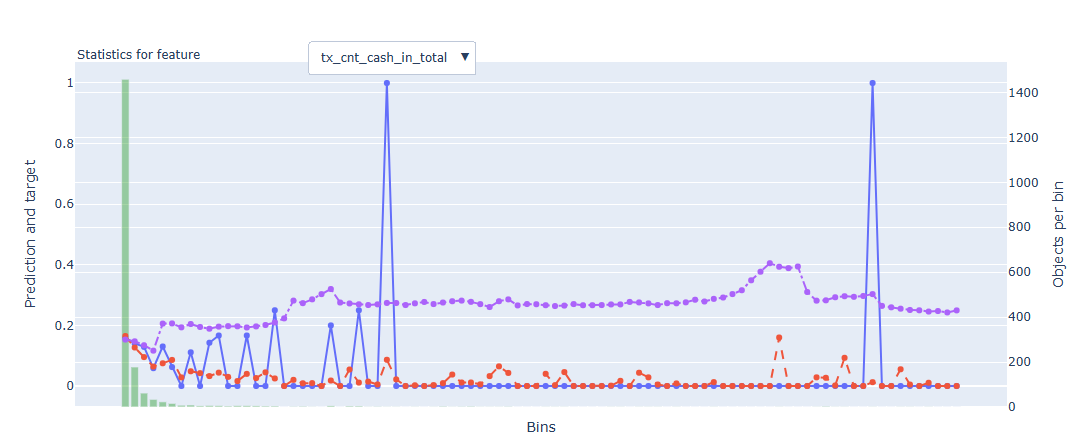 Statistics for feature
tx_cnt_cash_in_total ▼
1
0.8
0.6
0.4
0.2
0
Prediction and target
1400
1200
1000
800
600
400
200
0
Objects per bin
Bins